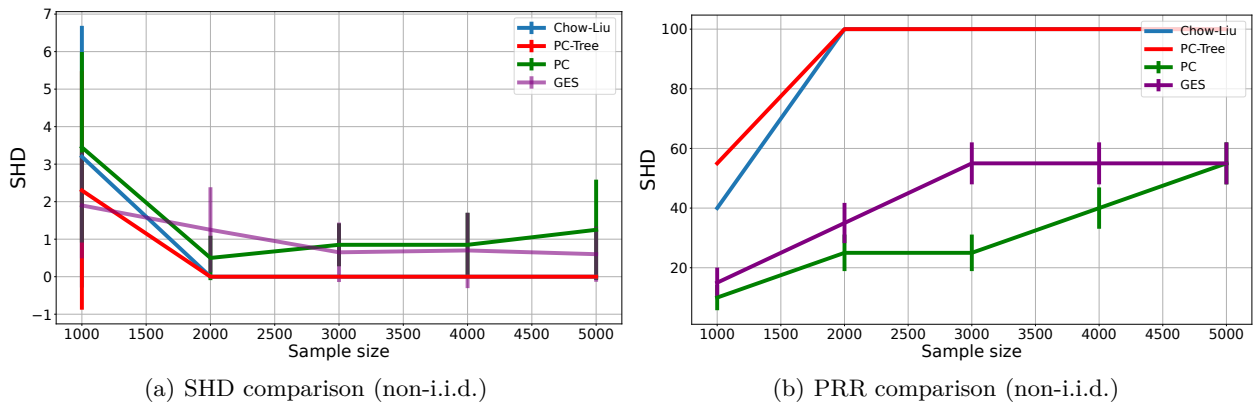 7
6
5
4
3
2
1
0
−1
SHD
1000 1500 2000 2500 3000 3500 4000 4500 5000
Sample size
Chow-Liu
PC-Tree
PC
GES
(a) SHD comparison (non-i.i.d.)
100
80
60
40
20
SHD
1000 1500 2000 2500 3000 3500 4000 4500 5000
Sample size
Chow-Liu
PC-Tree
PC
GES
(b) PRR comparison (non-i.i.d.)